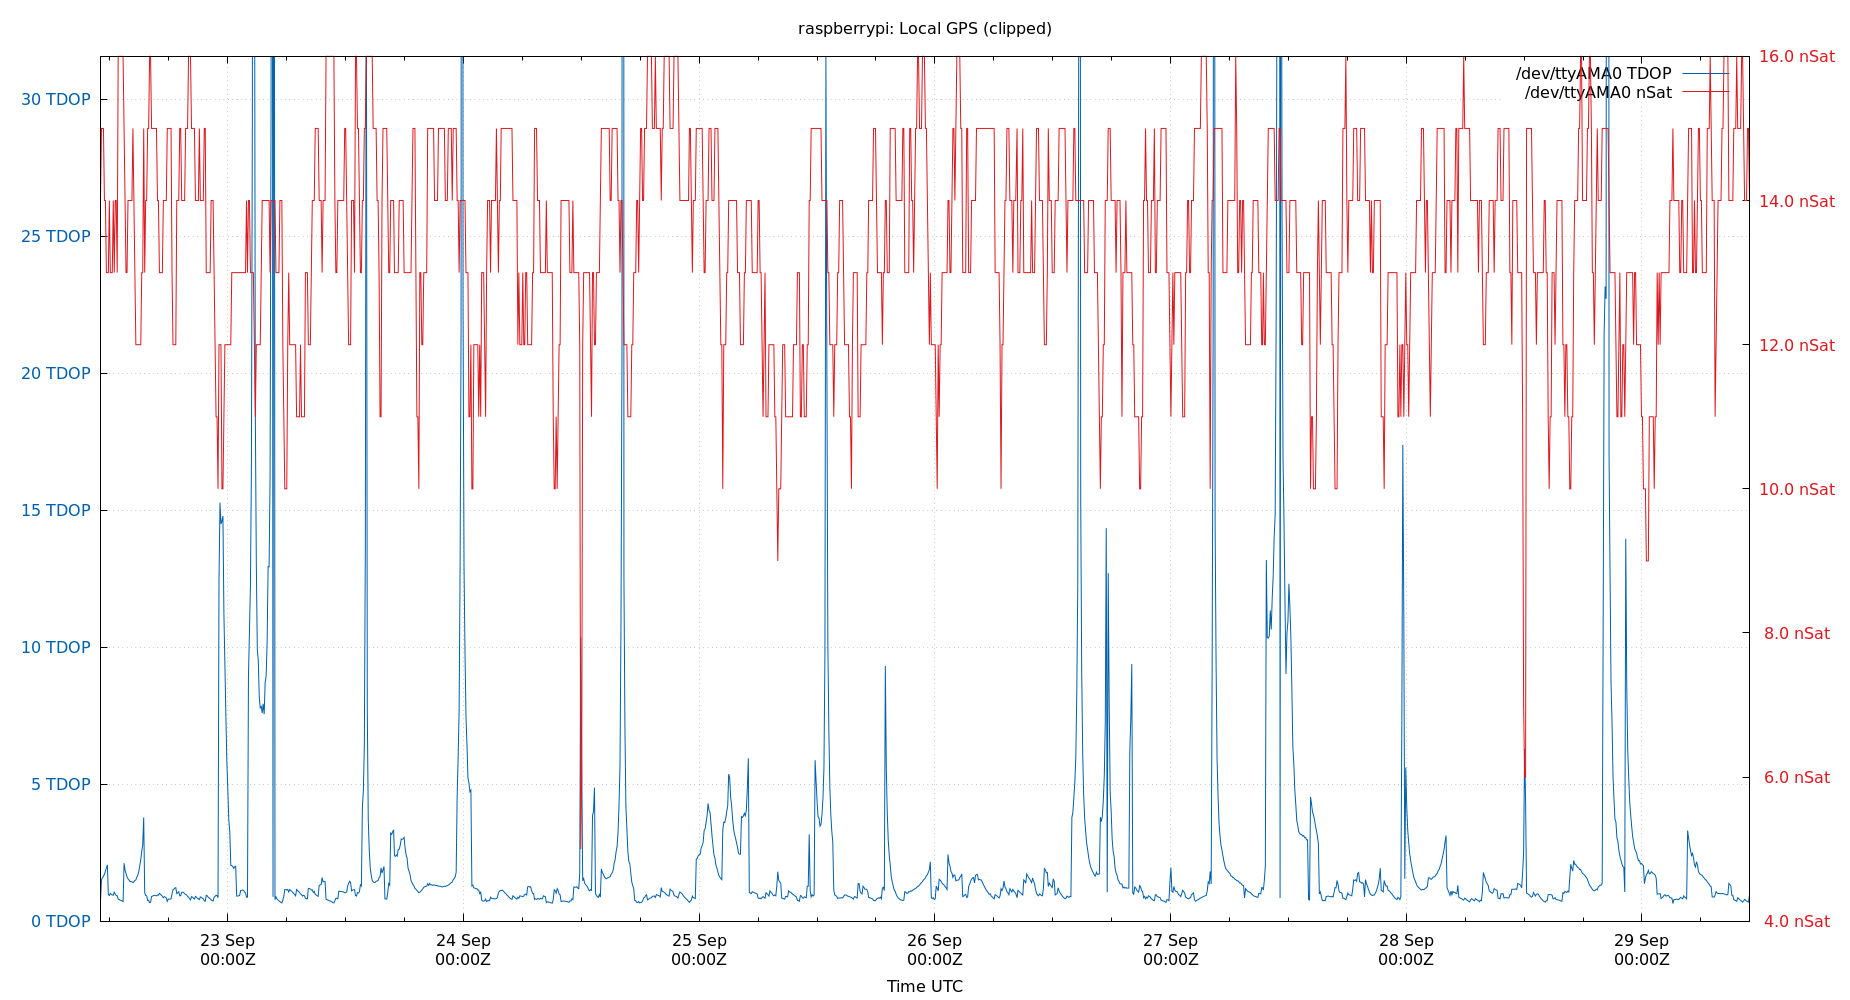 raspberrypi: Local GPS (clipped)
/dev/ttyAMA0 TDOP
/dev/ttyAMA0 nSat
30 TDOP
25 TDOP
20 TDOP
15 TDOP
10 TDOP
5 TDOP
0 TDOP
16.0 nSat
14.0 nSat
12.0 nSat
10.0 nSat
8.0 nSat
6.0 nSat
4.0 nSat
23 Sep 24 Sep 25 Sep 26 Sep 27 Sep 28 Sep 29 Sep
00:00Z 00:00Z 00:00Z 00:00Z 00:00Z 00:00Z 00:00Z
Time UTC